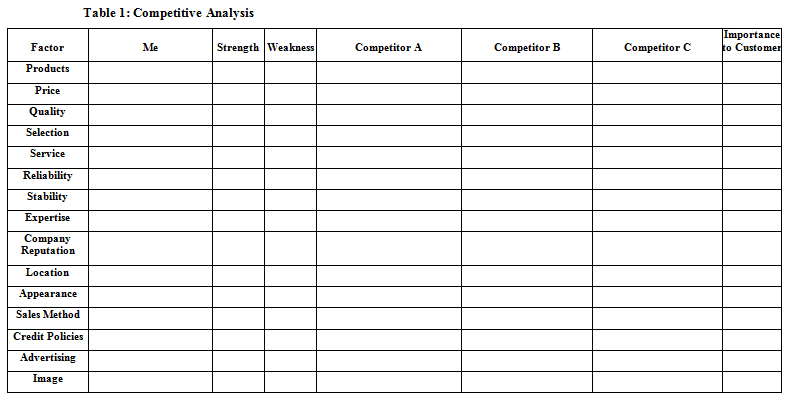 Table 1: Competitive Analysis
Factor Me Strength Weakness Competitor A Competitor B Competitor C Importance to Customer
Products
Price
Quality
Selection
Service
Reliability
Stability
Expertise
Company
Reputation
Location
Appearance
Sales Method
Credit Policies
Advertising
Image